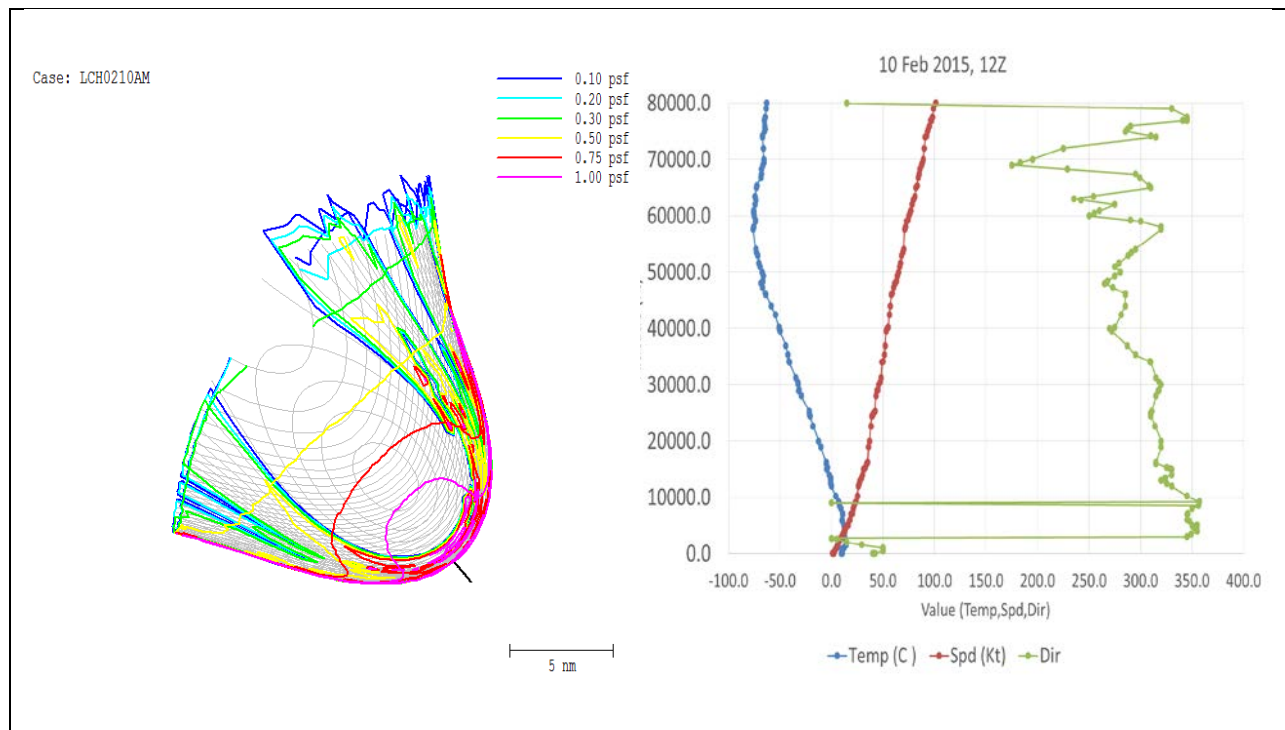 Case: LCH0210AM
0.10 psf
0.20 psf
0.30 psf
0.50 psf
0.75 psf
1.00 psf
5 nm
10 Feb 2015, 12Z
80000.0
70000.0
60000.0
50000.0
40000.0
30000.0
20000.0
10000.0
0.0
-100.0 -50.0 0.0 50.0 100.0 150.0 200.0 250.0 300.0 350.0 400.0
Value (Temp,Spd,Dir)
Temp (C ) Spd (Kt) Dir